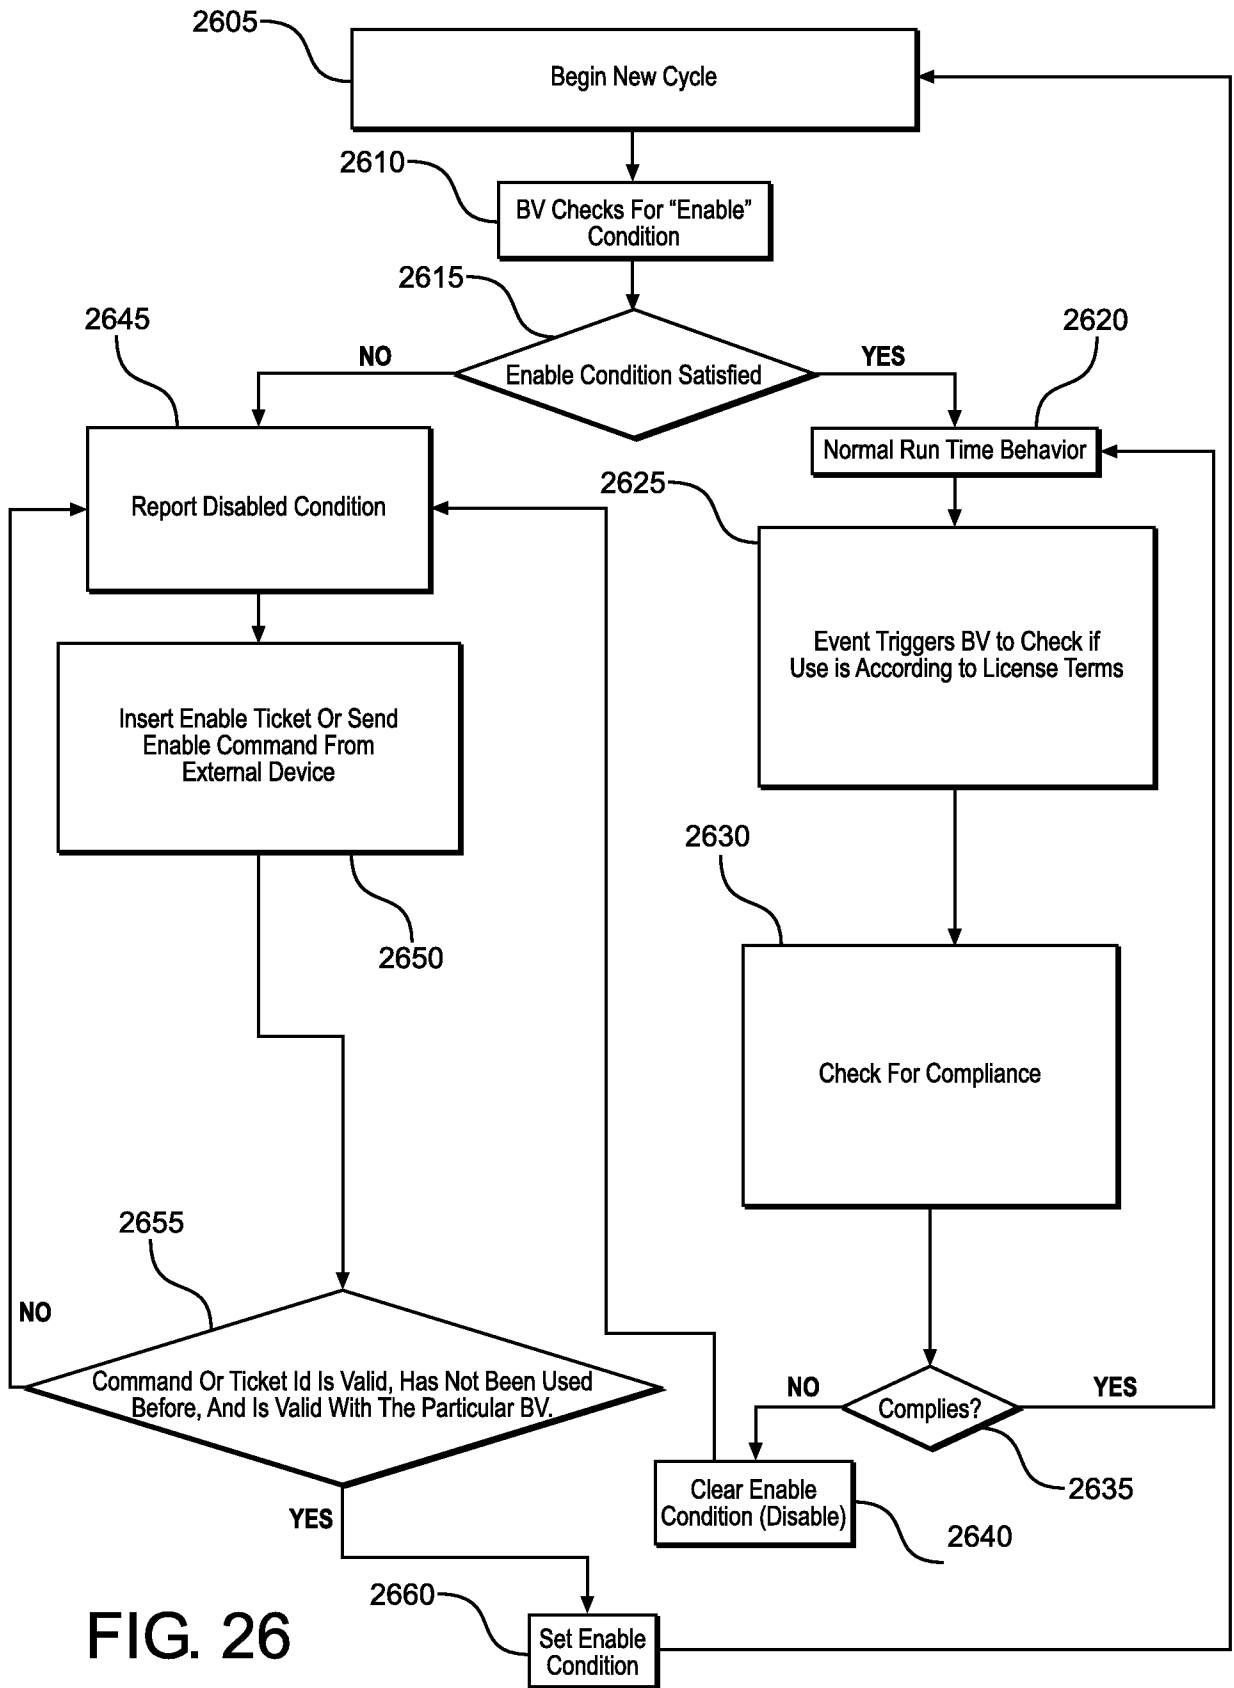 2605
Begin New Cycle
2610
BV Checks For “Enable”
Condition
2615
2645
2620
NO
YES
Enable Condition Satisfied
Normal Run Time Behavior
2625
Report Disabled Condition
Event Triggers BV to Check if
Use is According to License Terms
Insert Enable Ticket Or Send
Enable Command From
External Device
2630
2650
Check For Compliance
2655
NO
Command Or Ticket Id Is Valid, Has Not Been Used
Before, And Is Valid With The Particular BV.
NO
YES
Complies?
2635
Clear Enable
Condition (Disable)
2640
YES
2660
Set Enable
Condition
FIG. 26